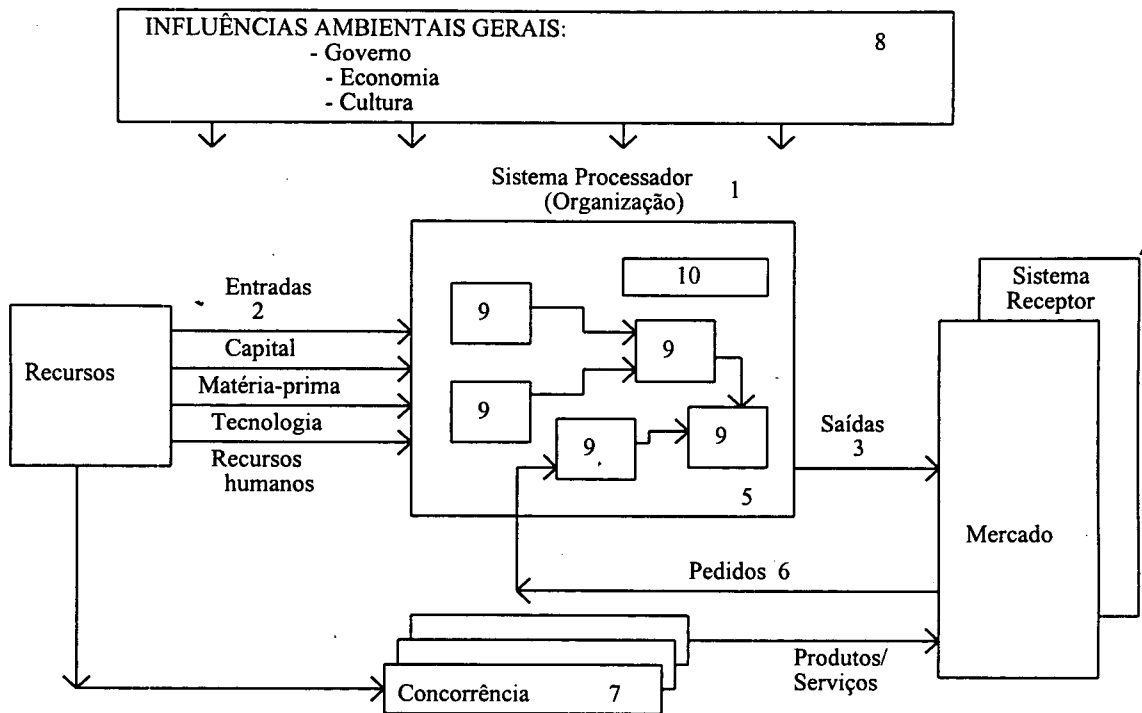 INFLUÊNCIAS AMBIENTAIS GERAIS:
8
- Governo
- Economia
- Cultura
Sistema Processador
1
(Organização)
Entradas
2
Recursos
Capital
Matéria-prima
Tecnologia
Recursos
humanos
10
9
9
9
9
9
5
Saídas
3
Sistema
Receptor
Mercado
Pedidos 6
Produtos/
Serviços
Concorrência 7